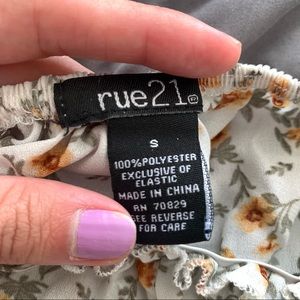 rue21
S
100% POLYESTER
EXCLUSIVE OF
ELASTIC
MADE IN CHINA
RN 70829
SEE REVERSE
FOR CARE